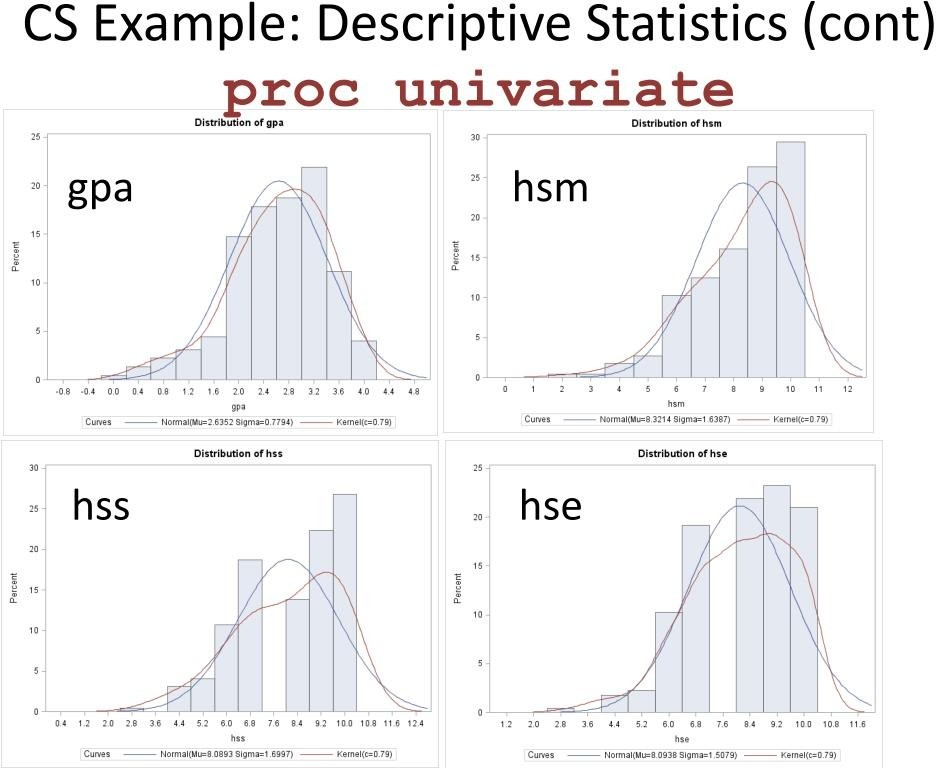 CS Example: Descriptive Statistics (cont)
proc univariate
Distribution of gpa
gpa
Percent
25
20
15
10
5
0
-0.8 -0.4 0.0 0.4 0.8 1.2 1.6 2.0 2.4 2.8 3.2 3.6 4.0 4.4 4.8
gpa
Curves Normal(Mu=2.6352 Sigma=0.7794) Kernel(c=0.79)
Distribution of hsm
hsm
Percent
30
25
20
15
10
5
0
0 1 2 3 4 5 6 7 8 9 10 11 12
hsm
Curves Normal(Mu=8.3214 Sigma=1.6387) Kernel(c=0.79)
Distribution of hss
hss
Percent
30
25
20
15
10
5
0
0.4 1.2 2.0 2.8 3.6 4.4 5.2 6.0 6.8 7.6 8.4 9.2 10.0 10.8 11.6 12.4
hss
Curves Normal(Mu=8.0893 Sigma=1.6997) Kernel(c=0.79)
Distribution of hse
hse
Percent
25
20
15
10
5
0
1.2 2.0 2.8 3.6 4.4 5.2 6.0 6.8 7.6 8.4 9.2 10.0 10.8 11.6
hse
Curves Normal(Mu=8.0938 Sigma=1.5079) Kernel(c=0.79)